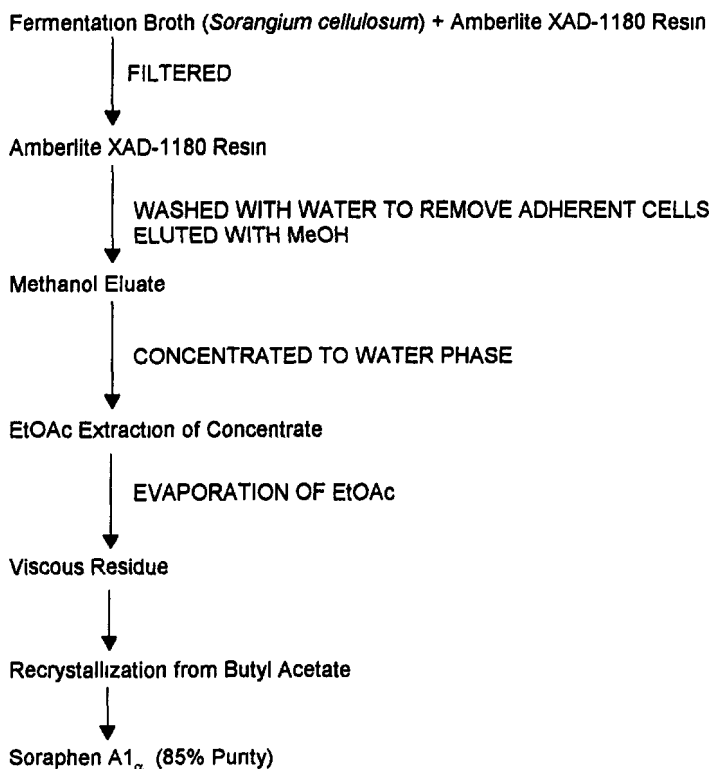 Fermentation Broth (Sorangium cellulosum) + Amberlite XAD-1180 Resin
FILTERED
Amberlite XAD-1180 Resin
WASHED WITH WATER TO REMOVE ADHERENT CELLS
ELUTED WITH MeOH
Methanol Eluate
CONCENTRATED TO WATER PHASE
EtOAc Extraction of Concentrate
EVAPORATION OF EtOAc
Viscous Residue
Recrystallization from Butyl Acetate
Soraphen A1α (85% Purity)